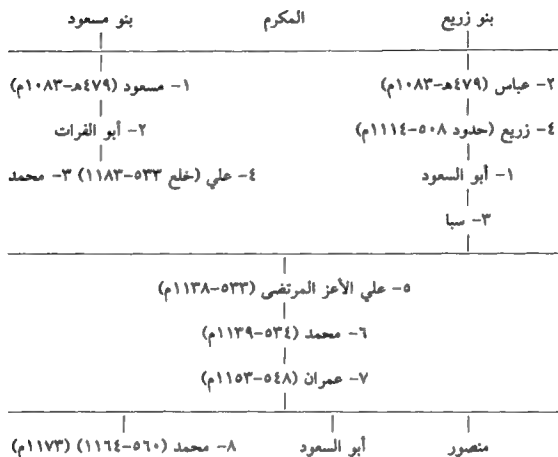 بنو زريع المكرم بنو مسعود
٢- عباس (٤٧٩هـ-١٠٨٣م) ١- مسعود (٤٧٩هـ-١٠٨٣م)
٤- زريع (حدود ٥٠٨-١١١٤م) ٢- أبو الفرات
١- أبو السعود ٤- علي (خلع ٥٣٣-١١٨٣) ٣- محمد
٣- سبا
٥- علي الأعز المرتضى (٥٣٣-١١٣٨م)
٦- محمد (٥٣٤-١١٣٩م)
٧- عمران (٥٤٨-١١٥٣م)
منصور أبو السعود ٨- محمد (٥٦٠-١١٦٤) (١١٧٣م)